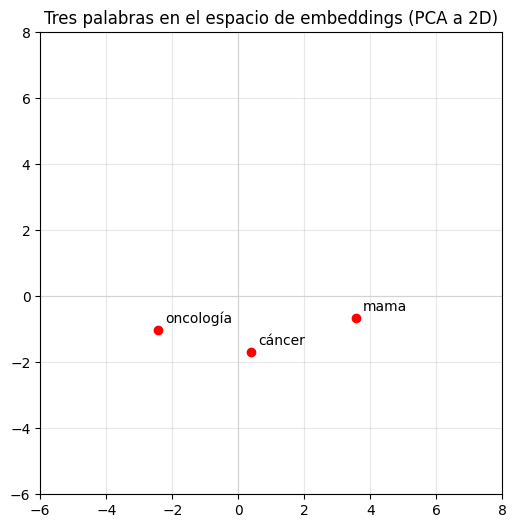 Tres palabras en el espacio de embeddings (PCA a 2D)
8
6
4
2
0
−2
−4
−6
mama
oncología
cáncer
−6 −4 −2 0 2 4 6 8